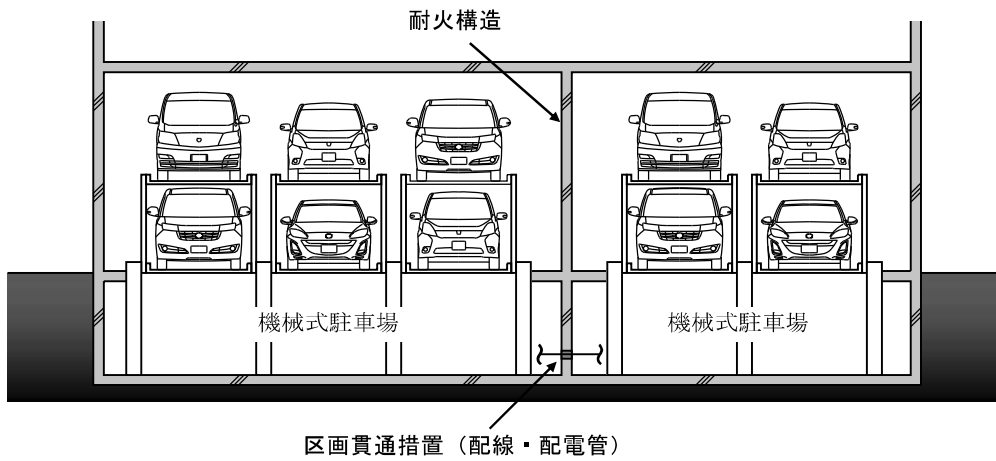 耐火構造
機械式駐車場
機械式駐車場
区画貫通措置（配線・配電管）